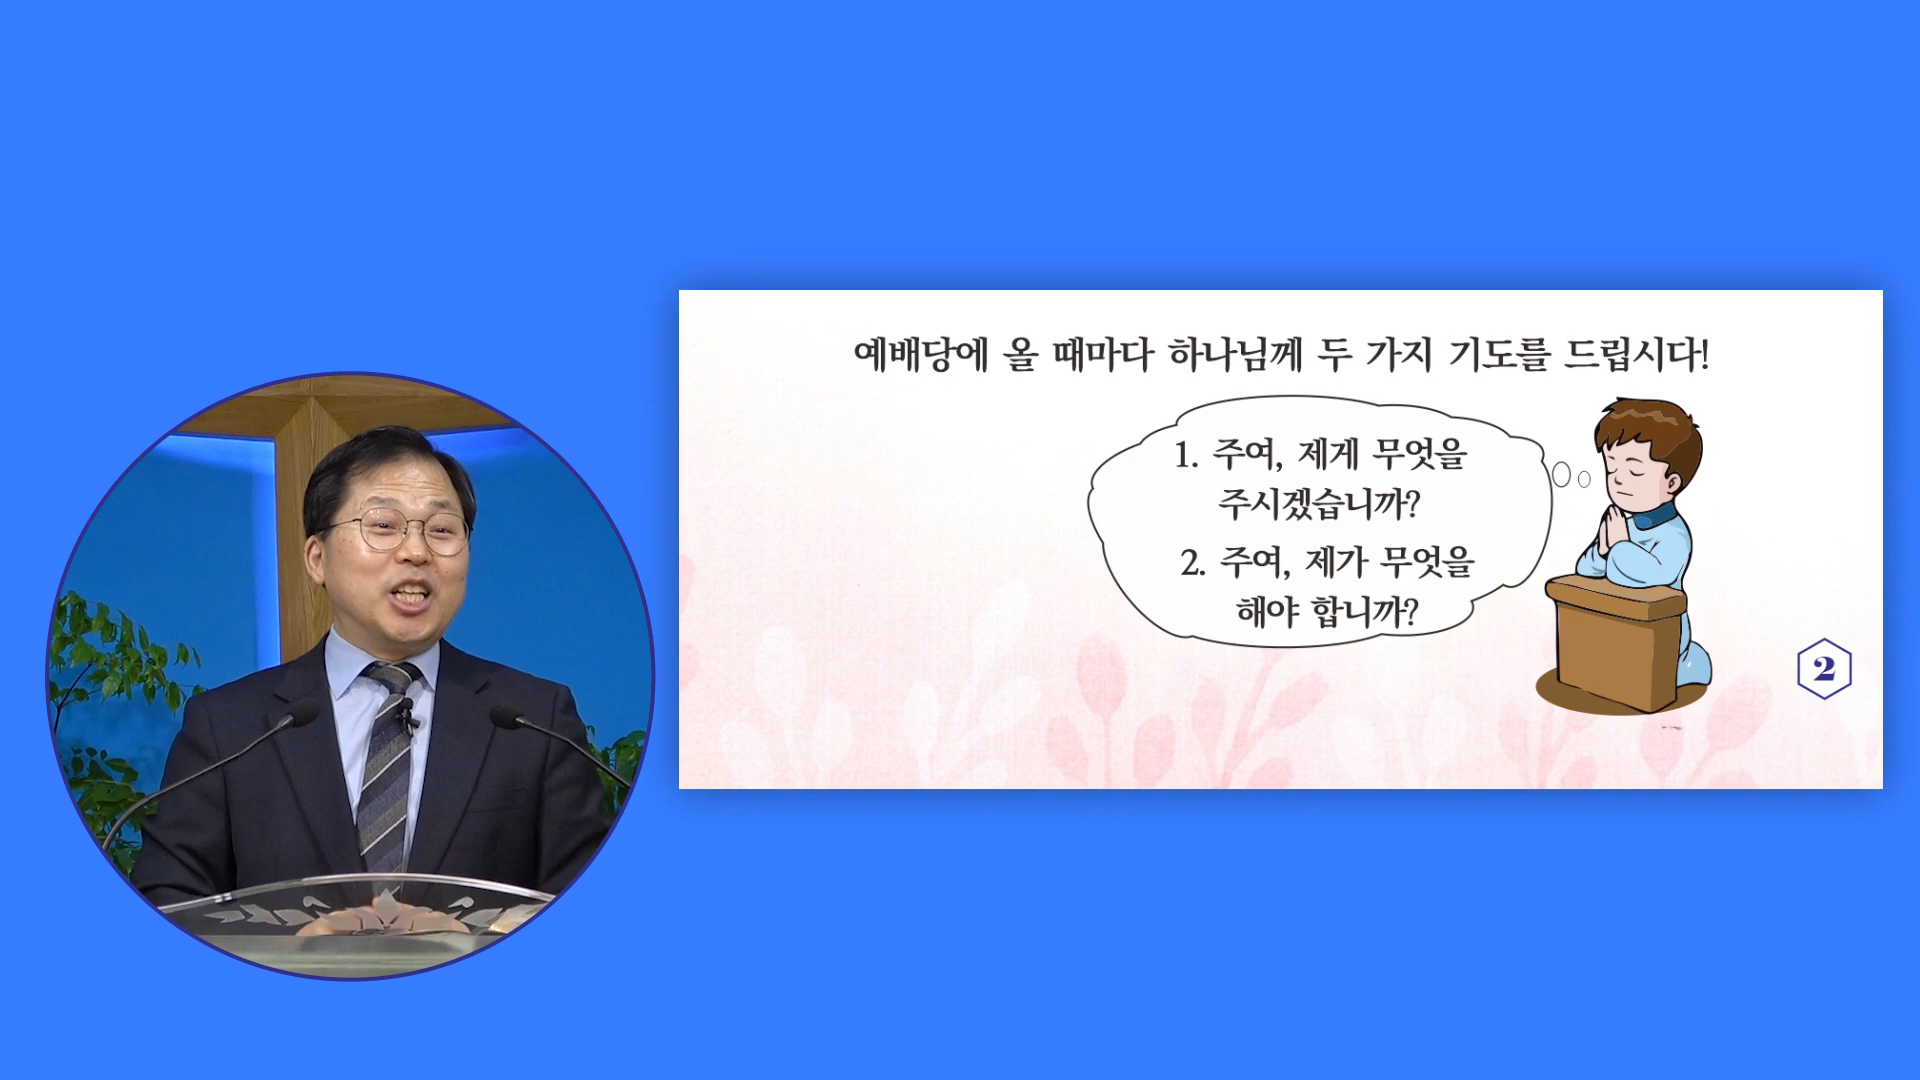 예배당에 올 때마다 하나님께 두 가지 기도를 드립시다!
1. 주여, 제게 무엇을
주시겠습니까?
2. 주여, 제가 무엇을
해야 합니까?
2